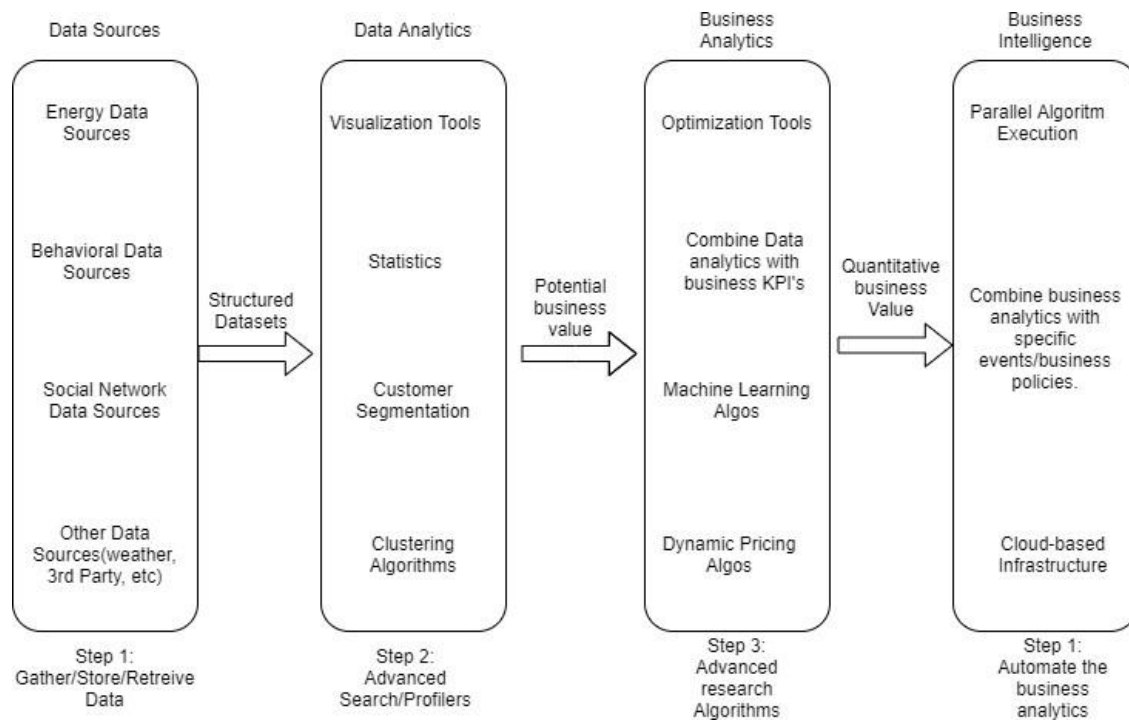 Data Sources
Energy Data
Sources
Behavioral Data
Sources
Social Network
Data Sources
Other Data
Sources(weather,
3rd Party, etc)
Step 1:
Gather/Store/Retreive
Data
Structured
Datasets
Data Analytics
Visualization Tools
Statistics
Customer
Segmentation
Clustering
Algorithms
Step 2:
Advanced
Search/Profilers
Potential
business
value
Business
Analytics
Optimization Tools
Combine Data
analytics with
business KPI's
Machine Learning
Algos
Dynamic Pricing
Algos
Step 3:
Advanced
research
Algorithms
Quantitative
business
Value
Business
Intelligence
Parallel Algoritm
Execution
Combine business
analytics with
specific
events/business
policies.
Cloud-based
Infrastructure
Step 1:
Automate the
business
analytics